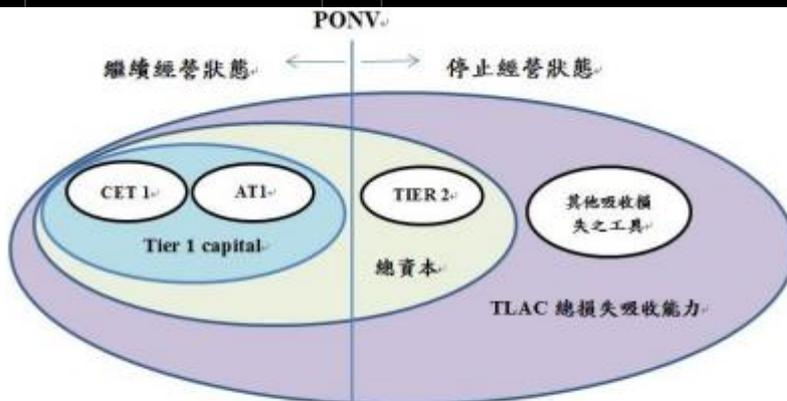 PONV
繼續經營狀態
停止經營狀態
CET 1
AT1
TIER 2
其他吸收損
失之工具
Tier 1 capital
總資本
TLAC 總損失吸收能力